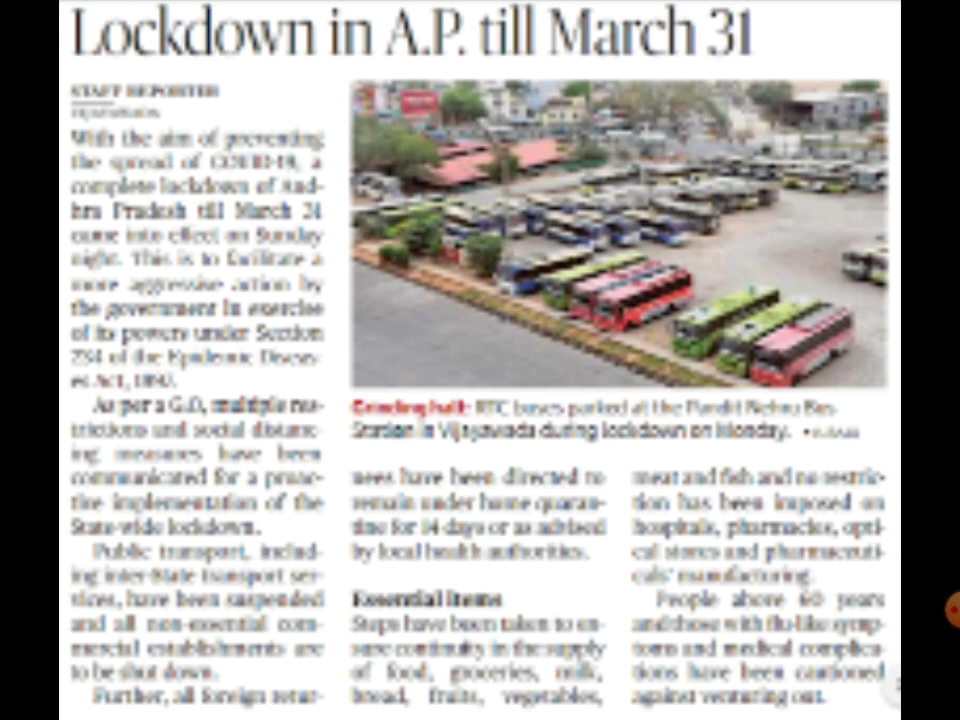 Lockdown in A.P. till March 31
STAFF REPORTER
VIJAYAWADA
With the aim of preventing
the spread of COVID-19, a
complete lockdown of And-
hra Pradesh till March 31
came into effect on Sunday
night. This is to facilitate a
more aggressive action by
the government in exercise
of its powers under Section
of the Epidemic Diseas-
es Act, 1897.
As per a G.O, multiple res-
trictions and social distanc-
ing measures have been
communicated for a proac-
tive implementation of the
State-wide lockdown.
Public transport, includ-
ing inter-State transport ser-
vices, have been suspended
and all non-essential com-
mercial establishments are
to be shut down.
Further, all foreign retur-
Grinding halt: RTC buses parked at the Pandit Nehru Bus
Station in Vijayawada during lockdown on Monday.
nees have been directed to
remain under home quaran-
tine for 14 days or as advised
by local health authorities.
Essential items
Steps have been taken to en-
sure continuity in the supply
of food, groceries, milk,
bread, fruits, vegetables,
meat and fish and no restric-
tion has been imposed on
hospitals, pharmacies, opti-
cal stores and pharmaceuti-
cals' manufacturing.
People above 60 years
and those with flu-like symp-
toms and medical complica-
tions have been cautioned
against venturing out.